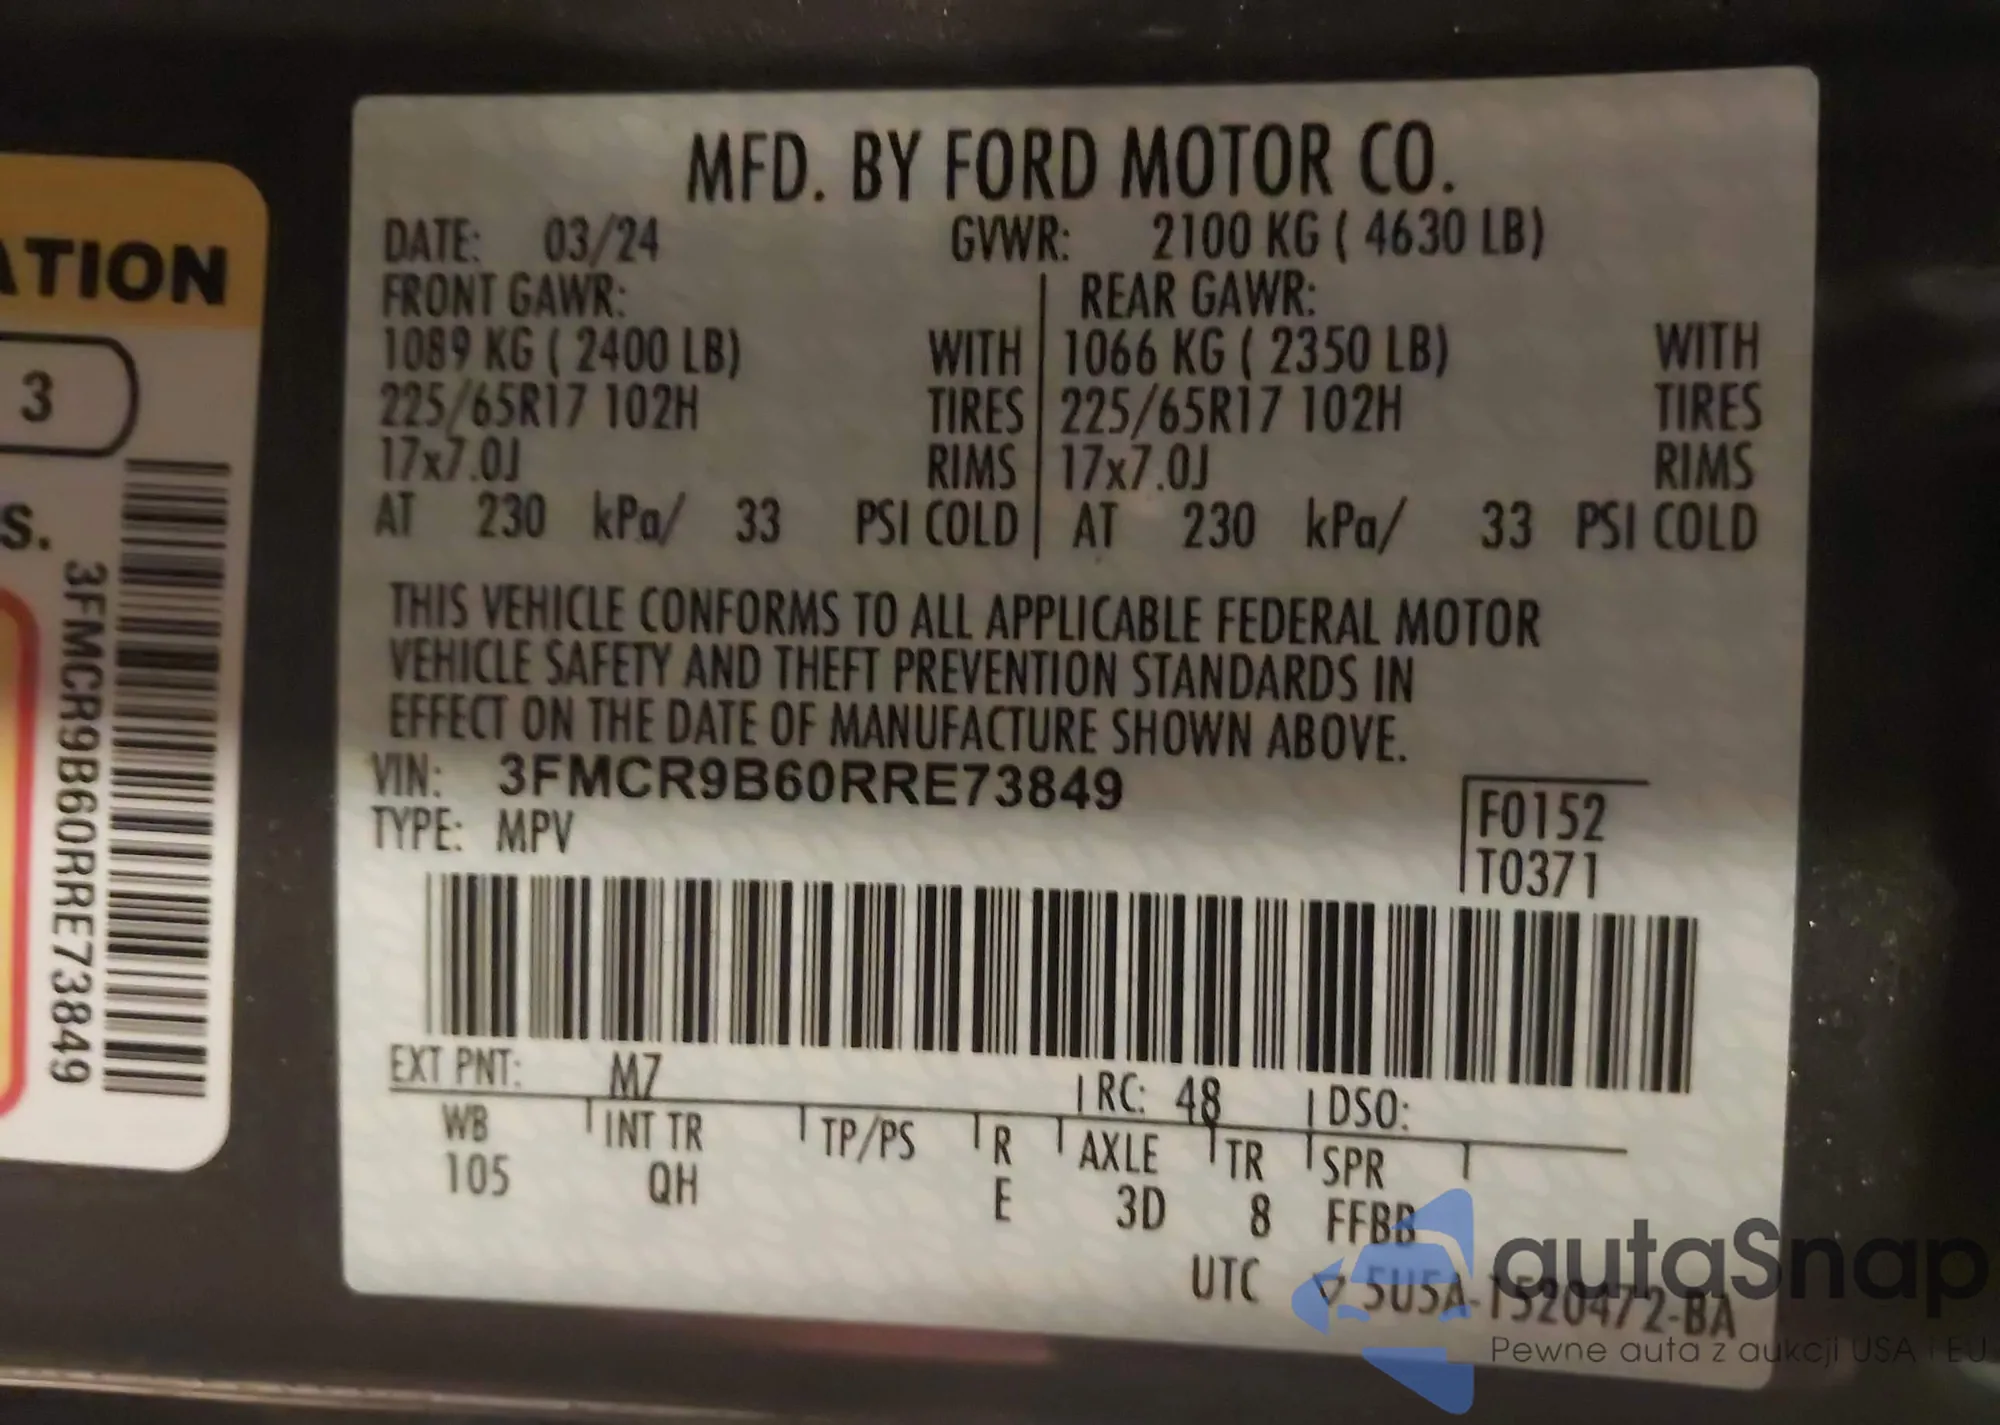 ATION
3
S.
3FMCR9B60RRE73849
MFD. BY FORD MOTOR CO.
DATE: 03/24 GVWR: 2100 KG ( 4630 LB)
FRONT GAWR: REAR GAWR:
1089 KG ( 2400 LB) WITH 1066 KG ( 2350 LB) WITH
225/65R17 102H TIRES 225/65R17 102H TIRES
17x7.0J RIMS 17x7.0J RIMS
AT 230 kPa/ 33 PSI COLD AT 230 kPa/ 33 PSI COLD
THIS VEHICLE CONFORMS TO ALL APPLICABLE FEDERAL MOTOR
VEHICLE SAFETY AND THEFT PREVENTION STANDARDS IN
EFFECT ON THE DATE OF MANUFACTURE SHOWN ABOVE.
VIN: 3FMCR9B60RRE73849
TYPE: MPV
F0152
T0371
EXT PNT: M7 RC: 48 DSO:
WB INT TR TP/PS R AXLE TR SPR
105 QH E 3D 8 FFBB
UTC ▽ 5U5A-1520472-BA
autaSnap
Pewne auta z aukcji USA i EU